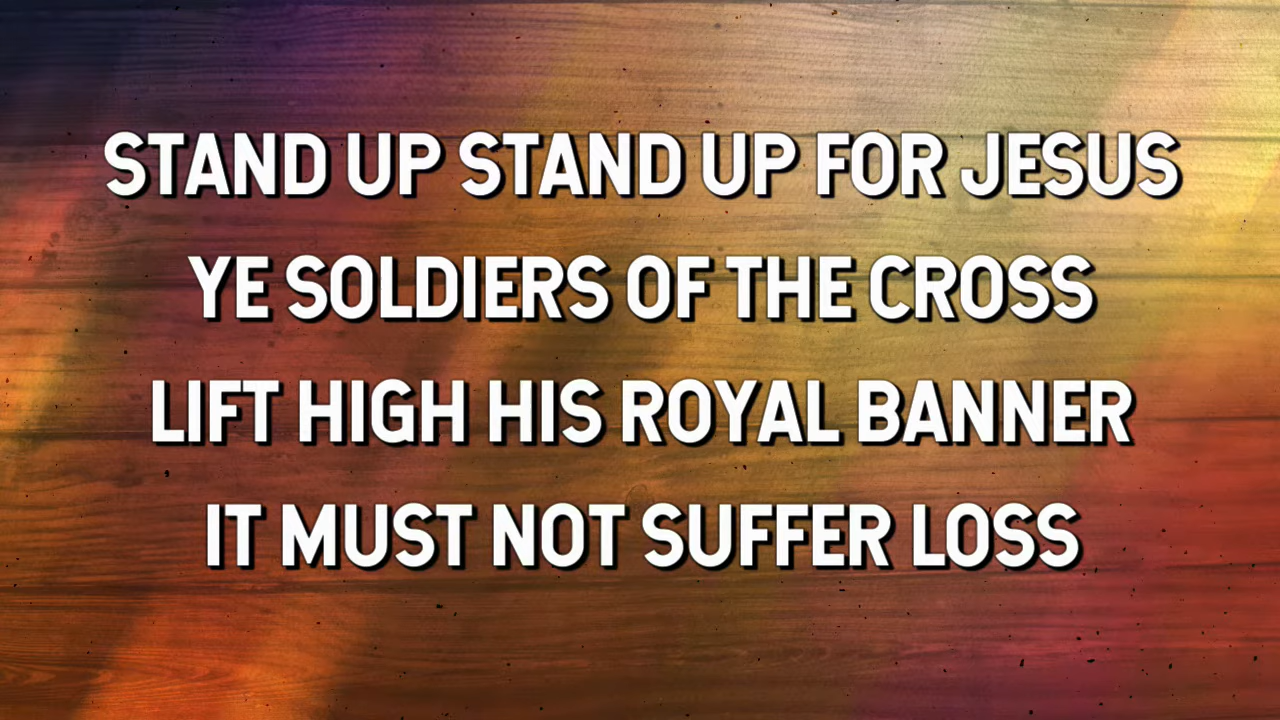 STAND UP STAND UP FOR JESUS
YE SOLDIERS OF THE CROSS
LIFT HIGH HIS ROYAL BANNER
IT MUST NOT SUFFER LOSS